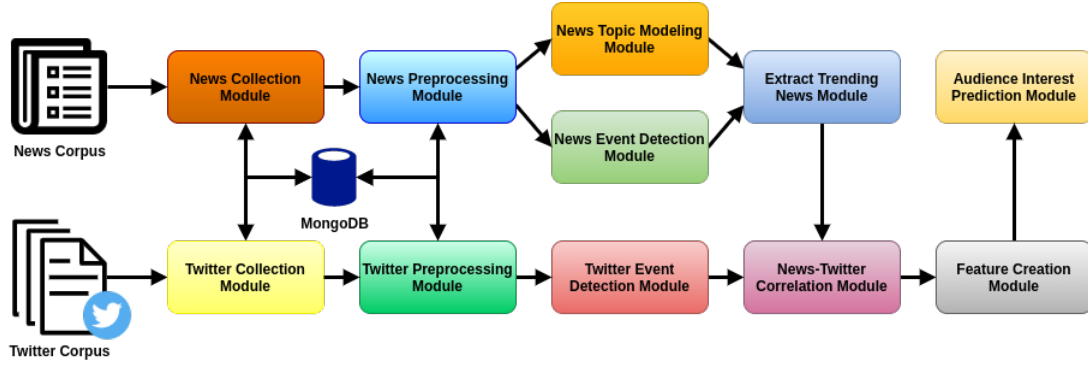 News Topic Modeling
Module
News Collection
Module
News Preprocessing
Module
Extract Trending
News Module
Audience Interest
Prediction Module
News Event Detection
Module
News Corpus
MongoDB
Twitter Collection
Module
Twitter Preprocessing
Module
Twitter Event
Detection Module
News-Twitter
Correlation Module
Feature Creation
Module
Twitter Corpus